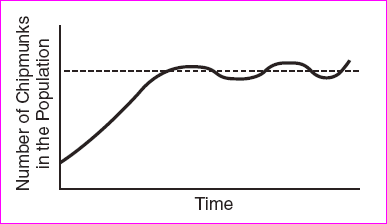 Number of Chipmunks
in the Population
Time